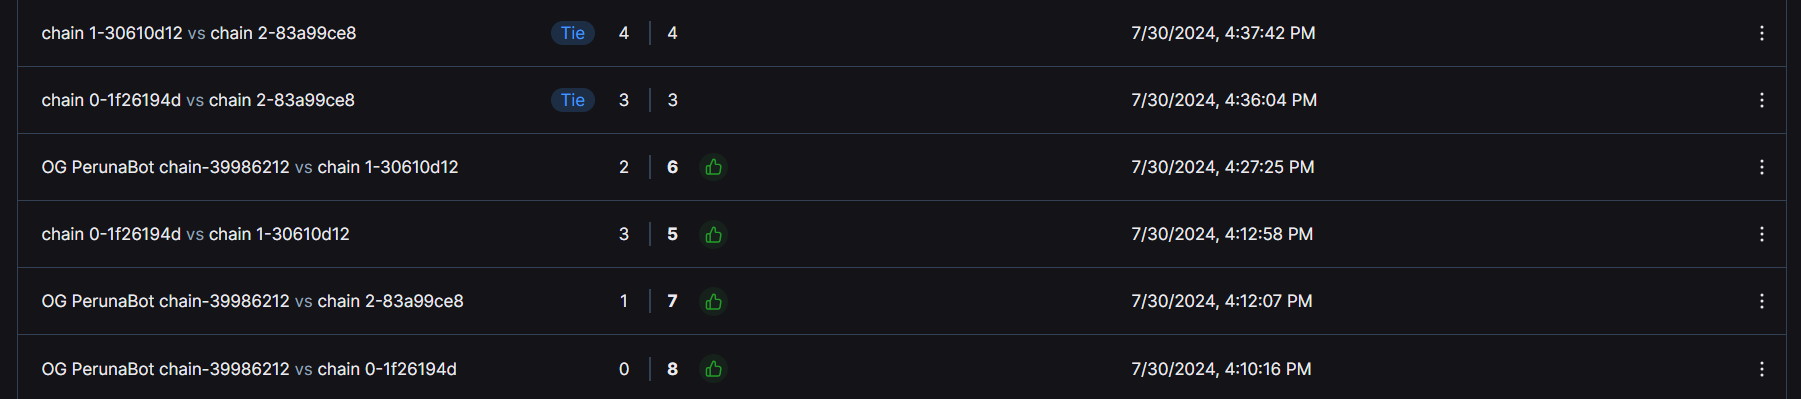 chain 1-30610d12 vs chain 2-83a99ce8 Tie 4 4 7/30/2024, 4:37:42 PM
chain 0-1f26194d vs chain 2-83a99ce8 Tie 3 3 7/30/2024, 4:36:04 PM
OG PerunaBot chain-39986212 vs chain 1-30610d12 2 6 7/30/2024, 4:27:25 PM
chain 0-1f26194d vs chain 1-30610d12 3 5 7/30/2024, 4:12:58 PM
OG PerunaBot chain-39986212 vs chain 2-83a99ce8 1 7 7/30/2024, 4:12:07 PM
OG PerunaBot chain-39986212 vs chain 0-1f26194d 0 8 7/30/2024, 4:10:16 PM